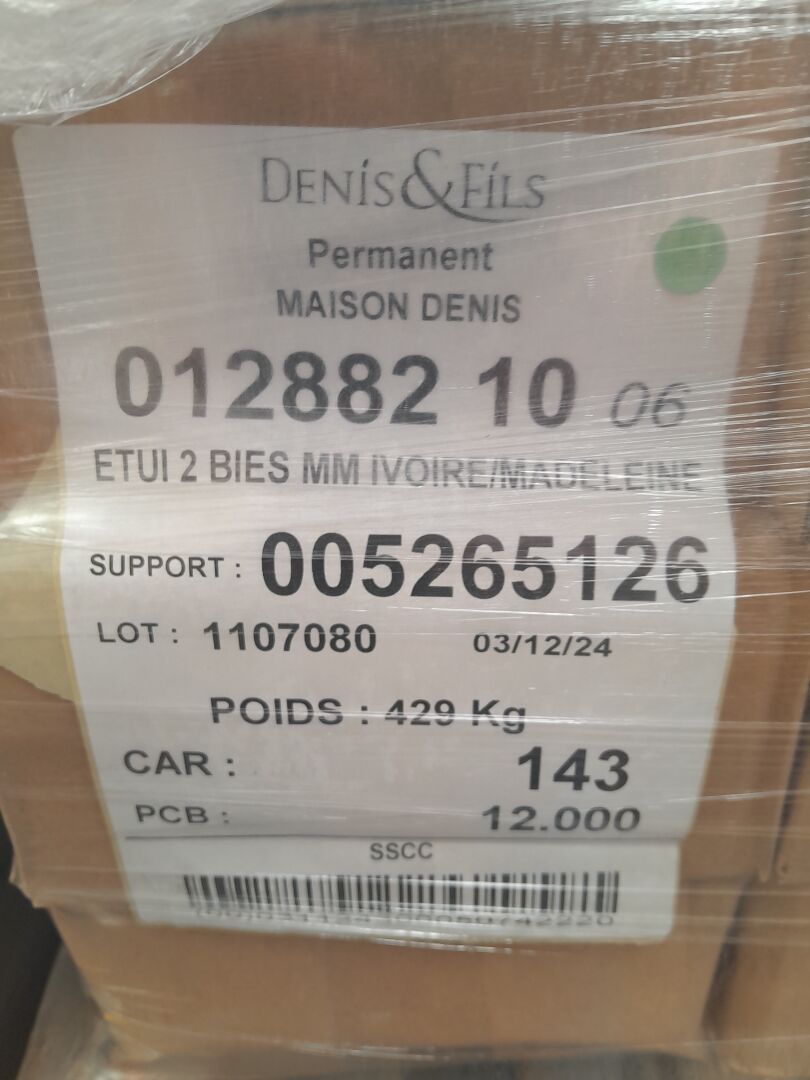 DENIS & FILS
Permanent
MAISON DENIS
012882 10 06
ETUI 2 BIES MM IVOIRE/MADELEINE
SUPPORT : 005265126
LOT : 1107080 03/12/24
POIDS : 429 Kg
CAR : 143
PCB : 12.000
SSCC